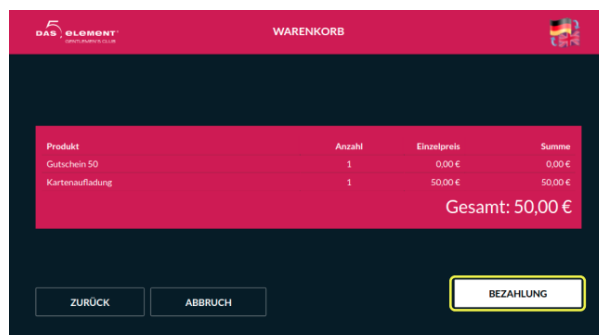 DAS 5 ELEMENT
GENTLEMEN'S CLUB
WARENKORB
Produkt Anzahl Einzelpreis Summe
Gutschein 50 1 0,00 € 0,00 €
Kartenaufladung 1 50,00 € 50,00 €
Gesamt: 50,00 €
ZURÜCK ABBRUCH BEZAHLUNG